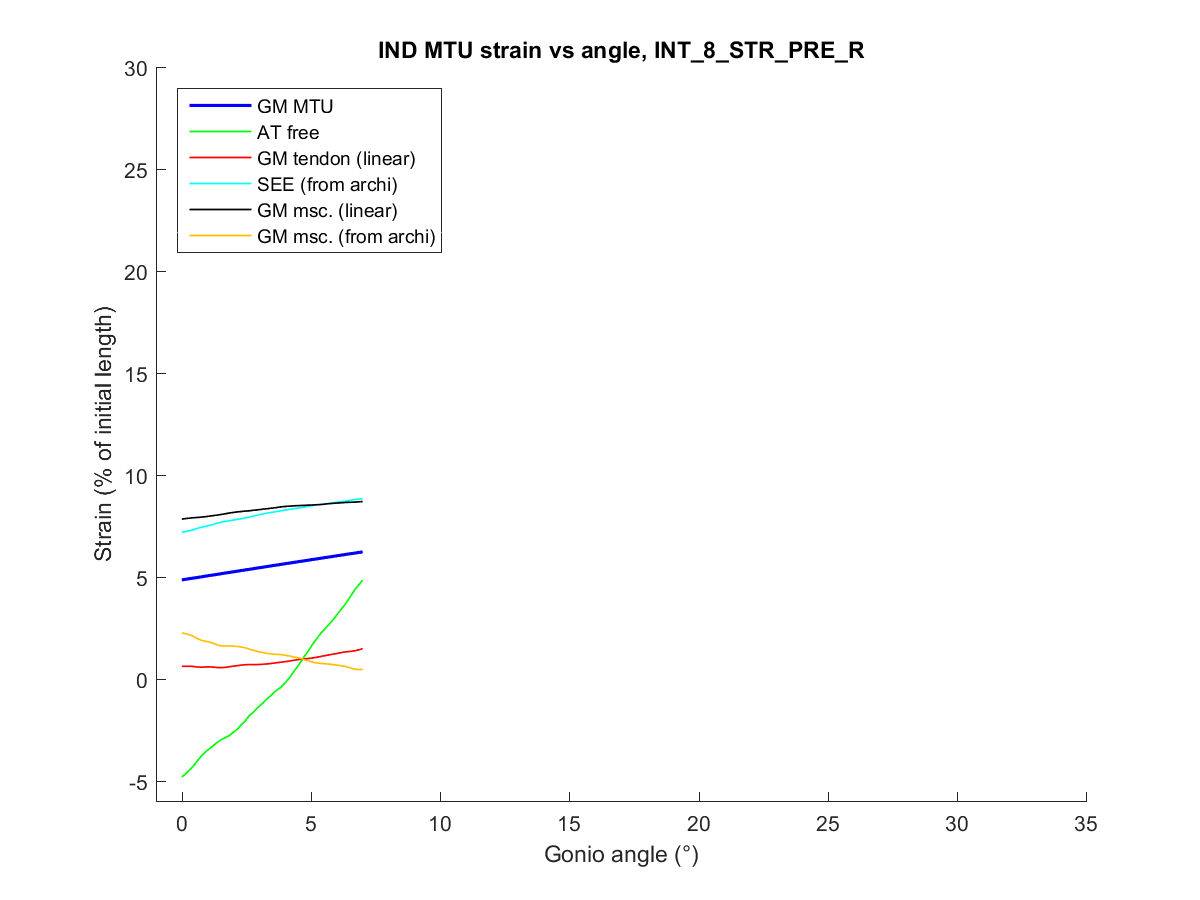 IND MTU strain vs angle, INT_8_STR_PRE_R
30
25
20
15
10
5
0
-5
GM MTU
AT free
GM tendon (linear)
SEE (from archi)
GM msc. (linear)
GM msc. (from archi)
Strain (% of initial length)
0 5 10 15 20 25 30 35
Gonio angle (°)